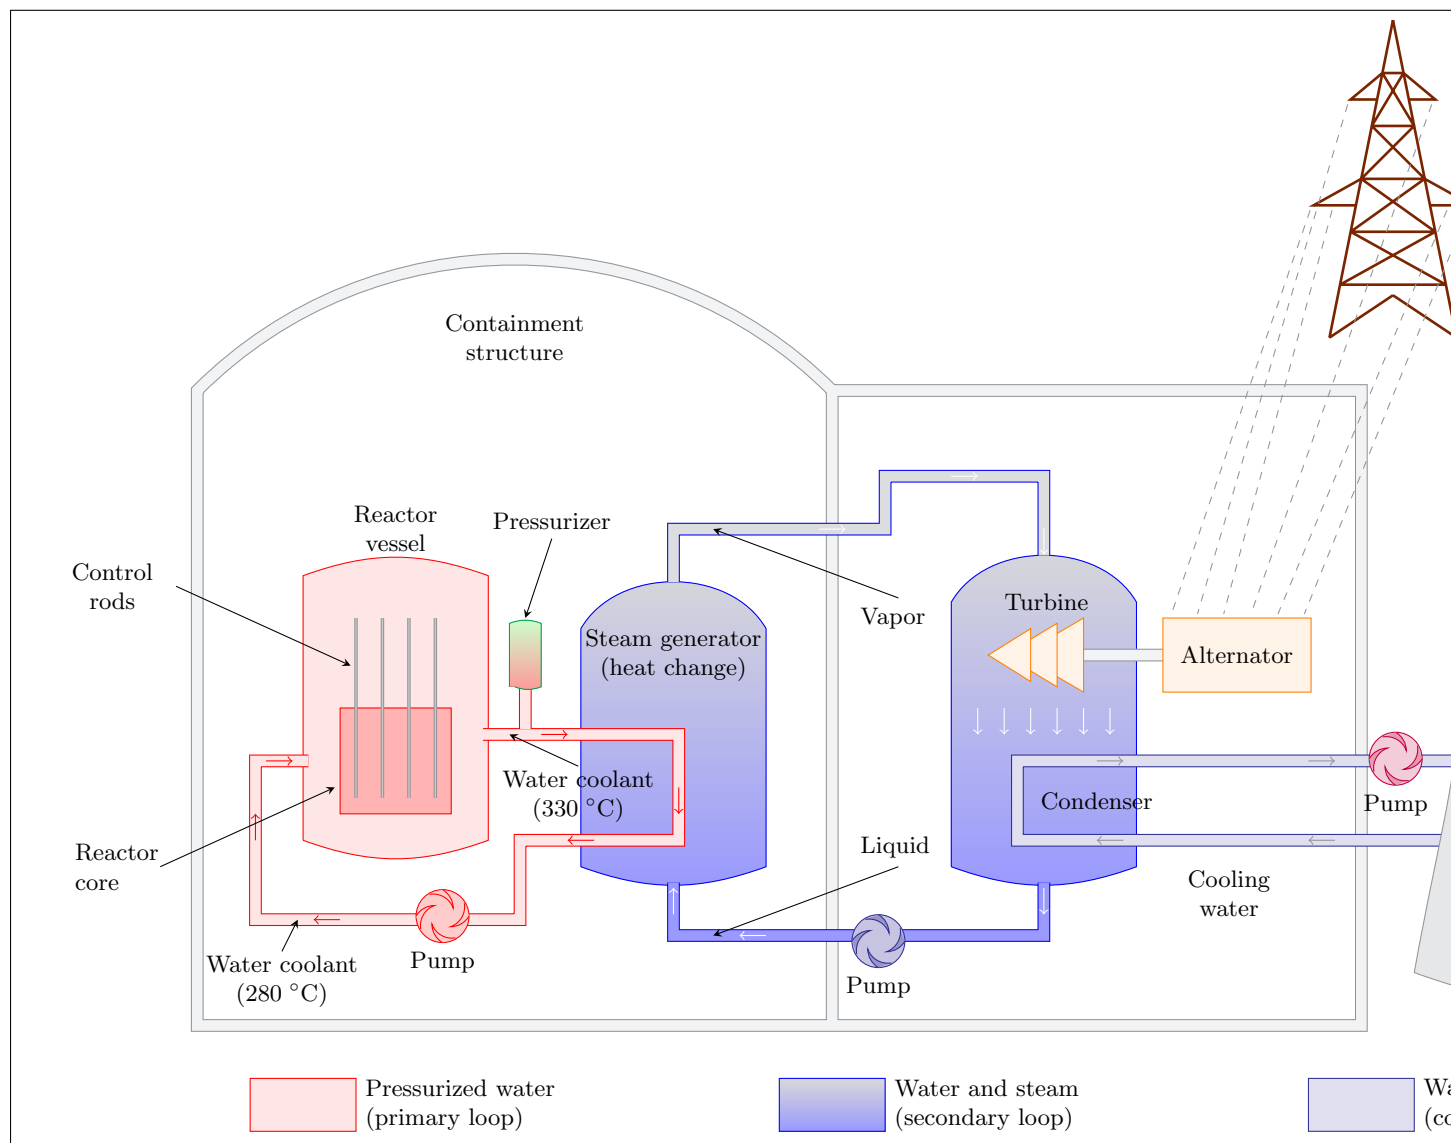 Containment
structure
Reactor
vessel
Pressurizer
Control
rods
Vapor
Turbine
Steam generator
(heat change)
Alternator
Water coolant
(330 °C)
Condenser
Pump
Reactor
core
Liquid
Cooling
water
Pump
Water coolant
(280 °C)
Pump
Pressurized water
(primary loop)
Water and steam
(secondary loop)